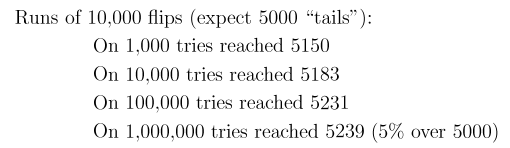 Runs of 10,000 flips (expect 5000 “tails”):
On 1,000 tries reached 5150
On 10,000 tries reached 5183
On 100,000 tries reached 5231
On 1,000,000 tries reached 5239 (5% over 5000)